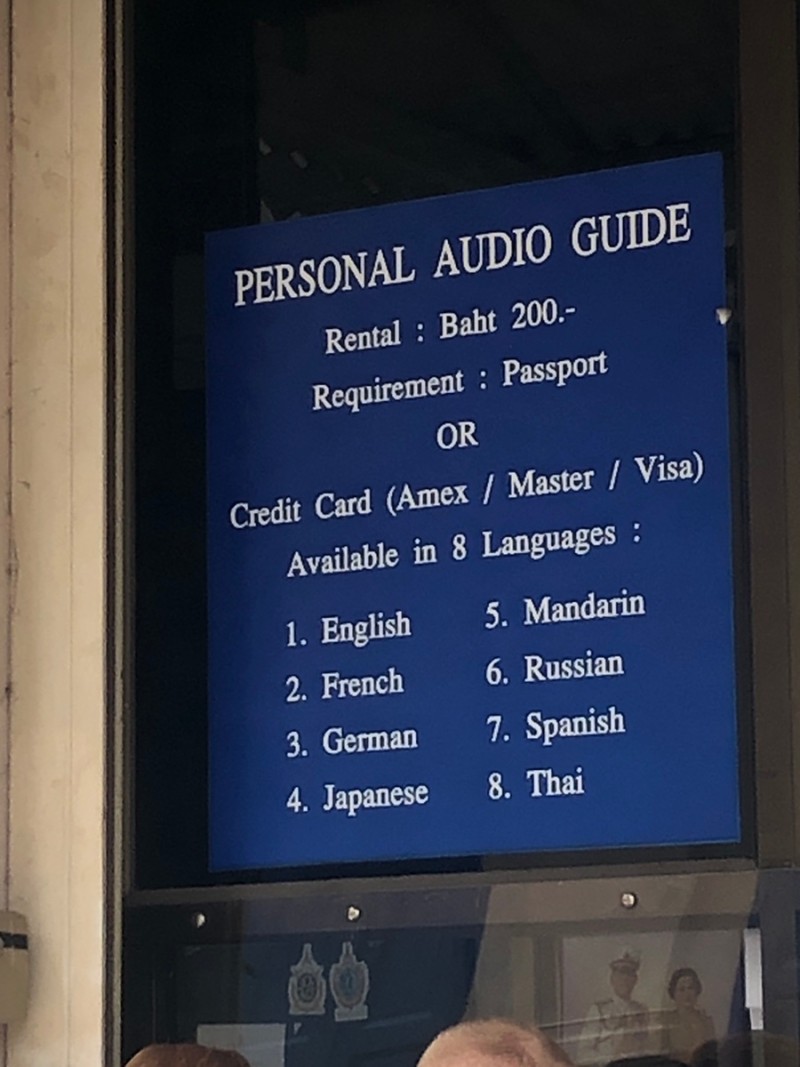 PERSONAL AUDIO GUIDE
Rental : Baht 200.-
Requirement : Passport
OR
Credit Card (Amex / Master / Visa)
Available in 8 Languages :
1. English
2. French
3. German
4. Japanese
5. Mandarin
6. Russian
7. Spanish
8. Thai